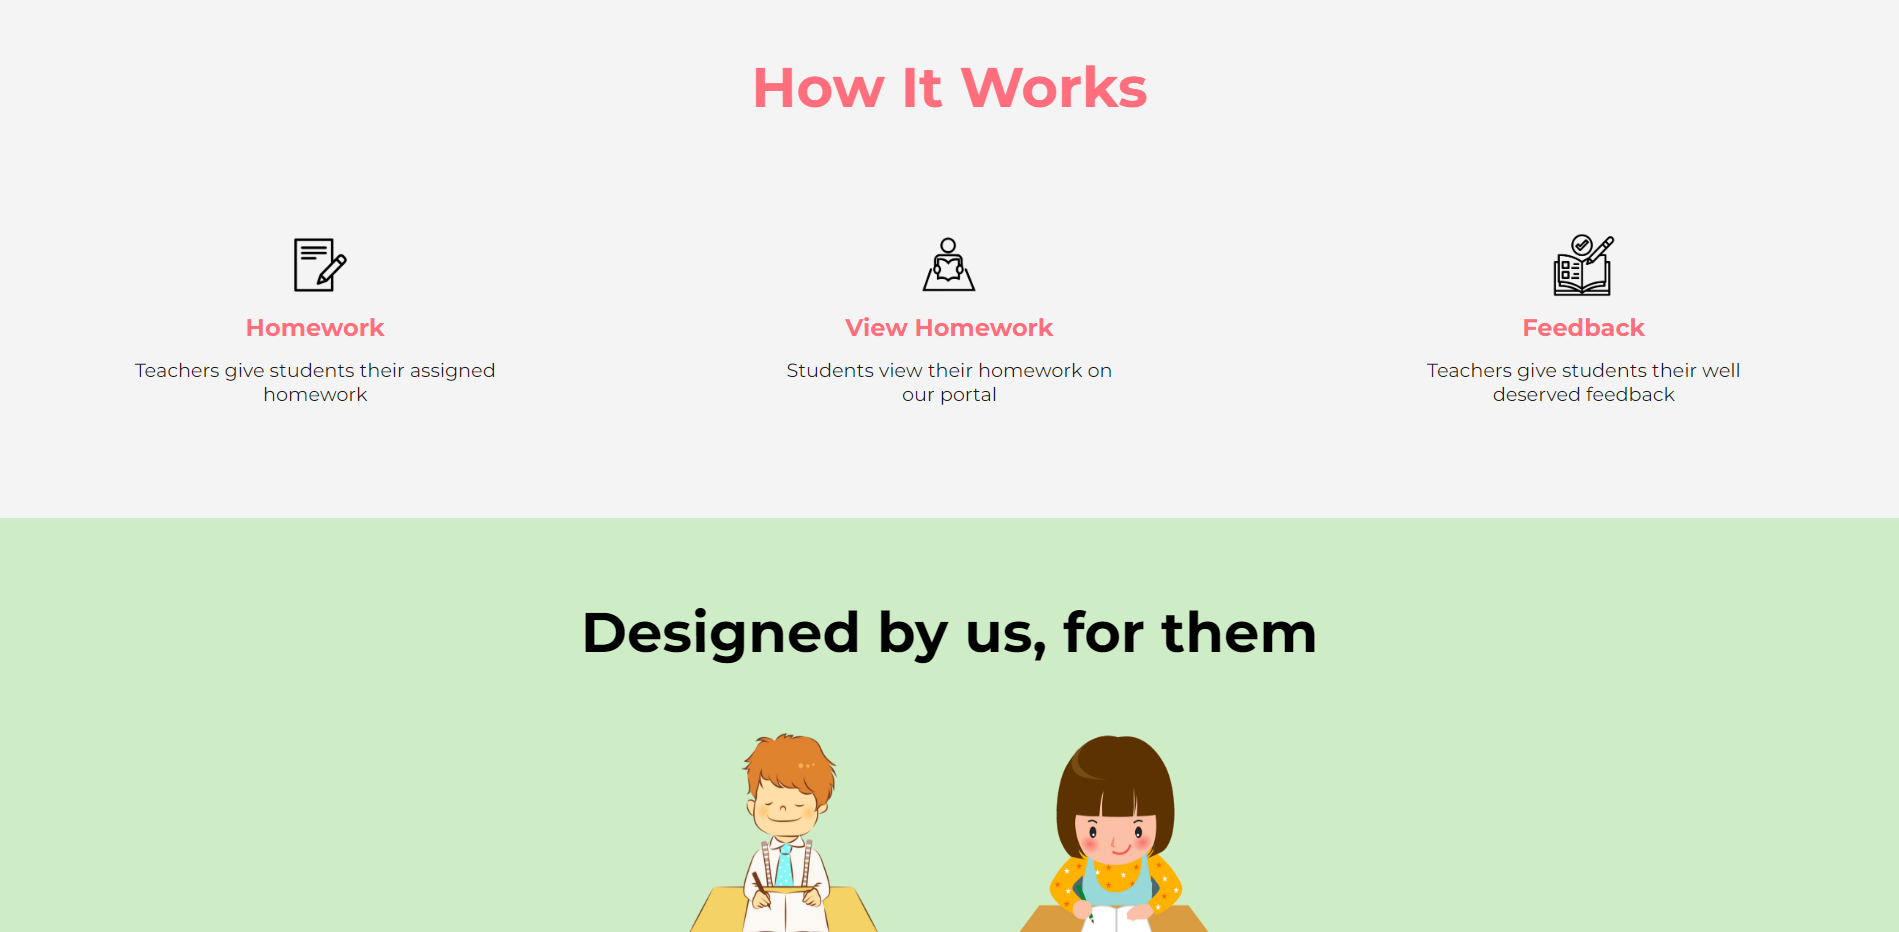 How It Works
Homework
Teachers give students their assigned
homework
View Homework
Students view their homework on
our portal
Feedback
Teachers give students their well
deserved feedback
Designed by us, for them